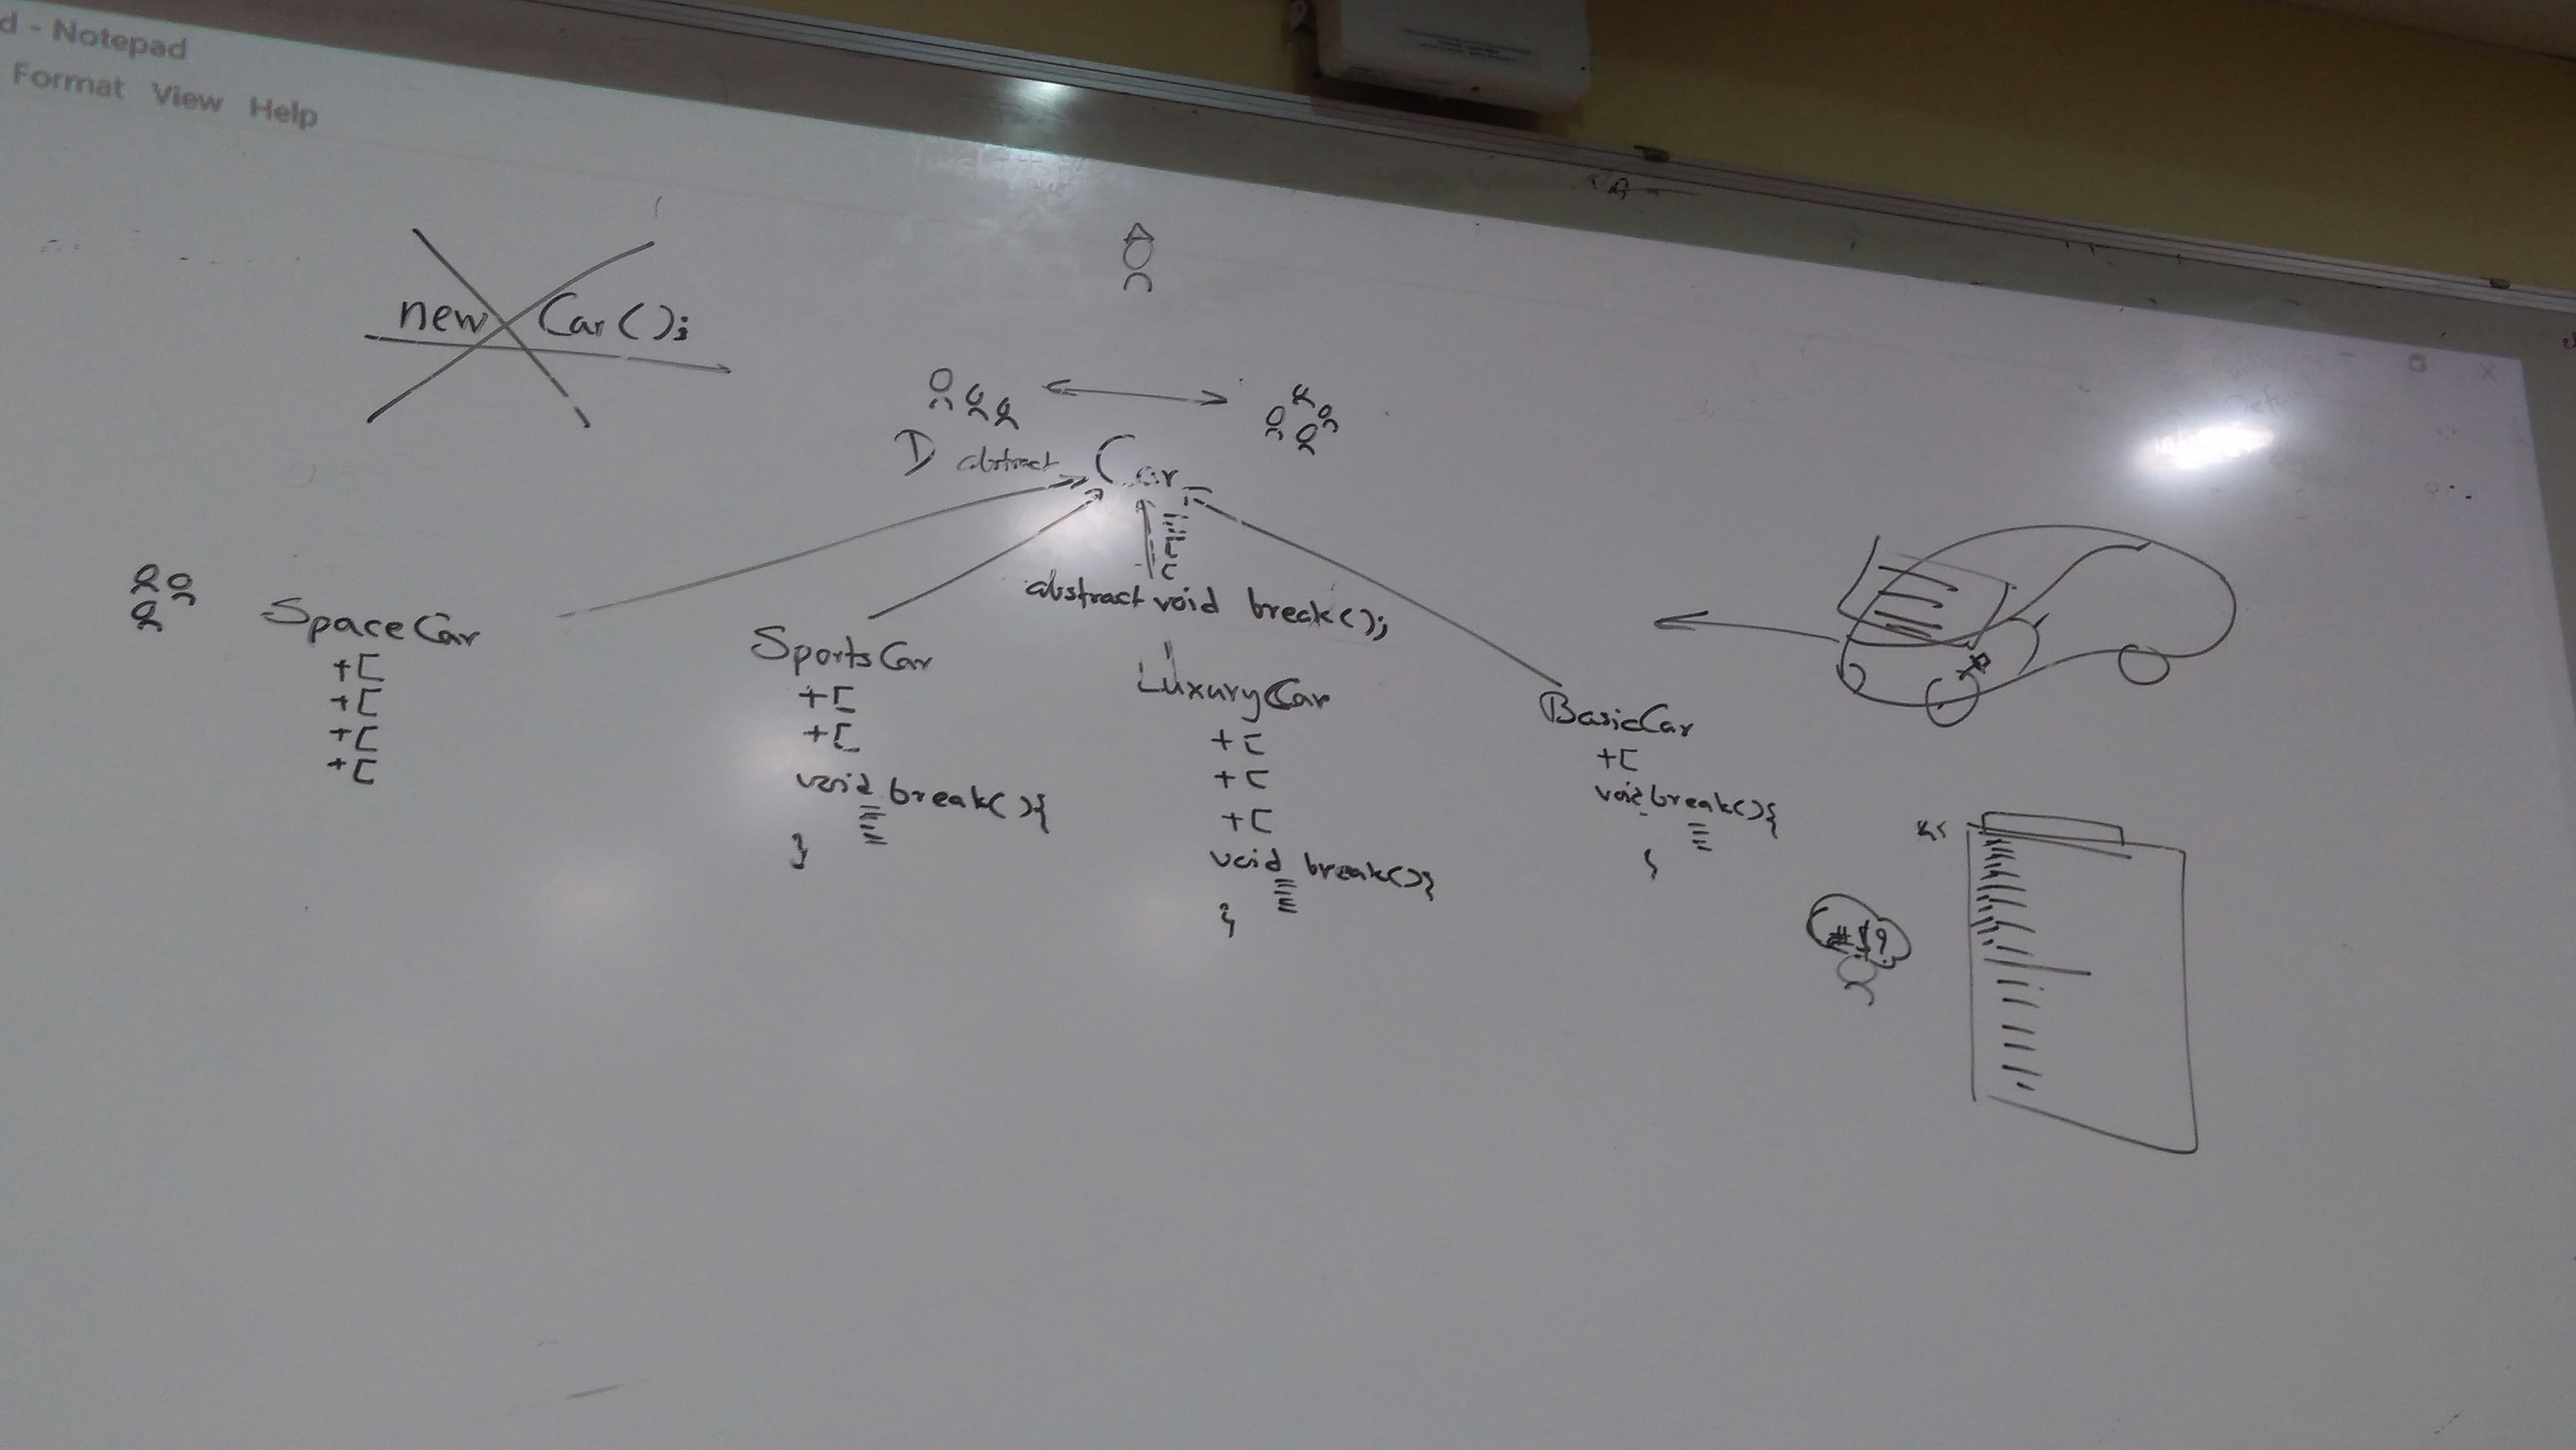 d - Notepad
Format View Help
new Car();
abstract Car
abstract void break();
SpaceCar
+[
+[
+[
+[
SportsCar
+[
+[
void break(){
}
LuxuryCar
+[
+[
+[
void break(){
}
BasicCar
+[
void break(){
}